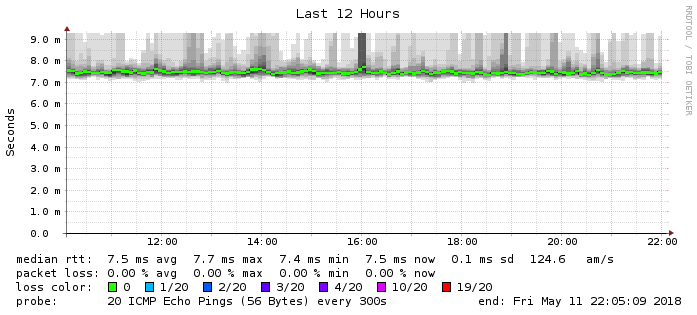 Last 12 Hours
RRDTOOL / TOBI OETIKER
Seconds
9.0 m
8.0 m
7.0 m
6.0 m
5.0 m
4.0 m
3.0 m
2.0 m
1.0 m
0.0
12:00 14:00 16:00 18:00 20:00 22:00
median rtt: 7.5 ms avg 7.7 ms max 7.4 ms min 7.5 ms now 0.1 ms sd 124.6 am/s
packet loss: 0.00 % avg 0.00 % max 0.00 % min 0.00 % now
loss color: 0 1/20 2/20 3/20 4/20 10/20 19/20
probe: 20 ICMP Echo Pings (56 Bytes) every 300s end: Fri May 11 22:05:09 2018